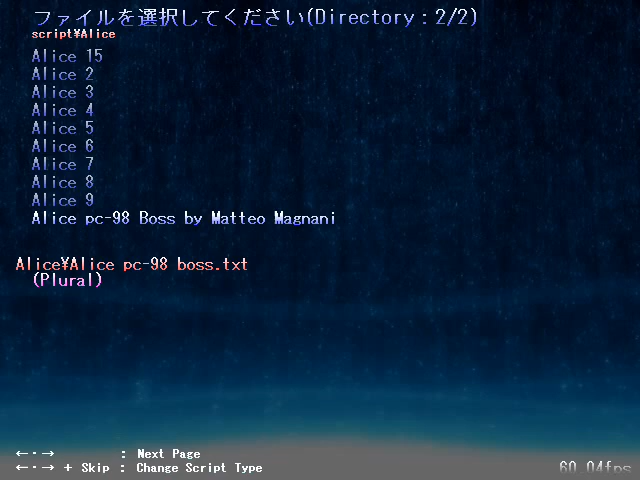 ファイルを選択してください(Directory：2/2)
script¥Alice
Alice 15
Alice 2
Alice 3
Alice 4
Alice 5
Alice 6
Alice 7
Alice 8
Alice 9
Alice pc-98 Boss by Matteo Magnani
Alice¥Alice pc-98 boss.txt
(Plural)
←・→ : Next Page
←・→ + Skip : Change Script Type
60.04fps